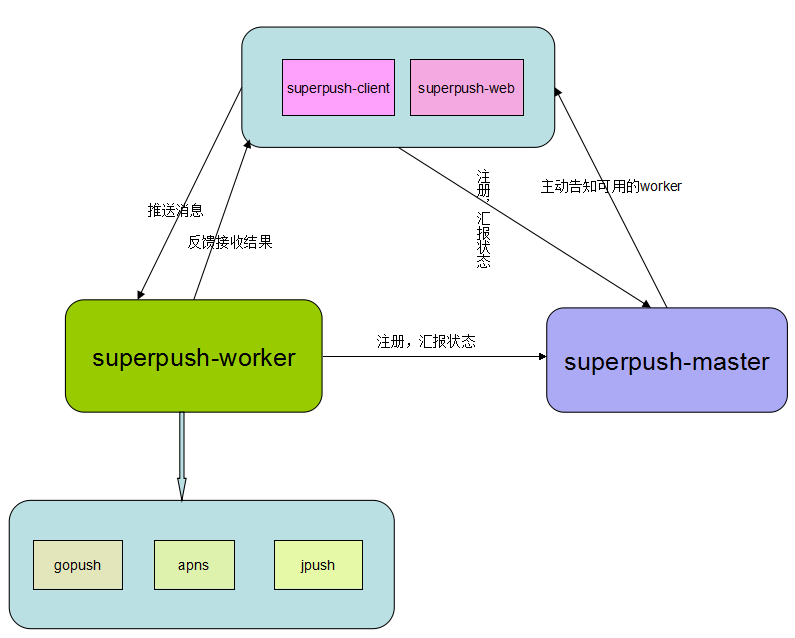 superpush-client
superpush-web
推送消息
反馈接收结果
注册，汇报状态
主动告知可用的worker
superpush-worker
注册，汇报状态
superpush-master
gopush
apns
jpush